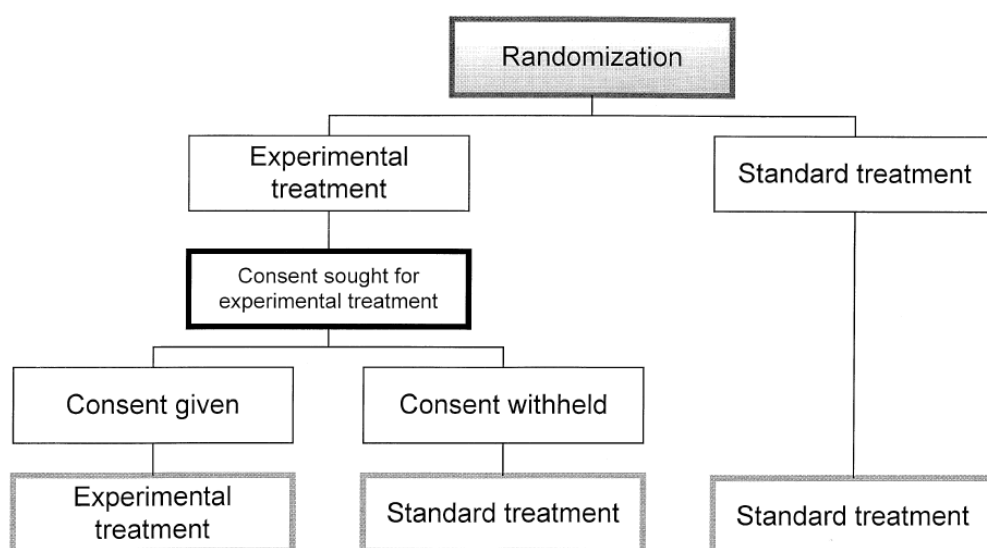 Randomization
Experimental
treatment
Standard treatment
Consent sought for
experimental treatment
Consent given
Consent withheld
Experimental
treatment
Standard treatment
Standard treatment